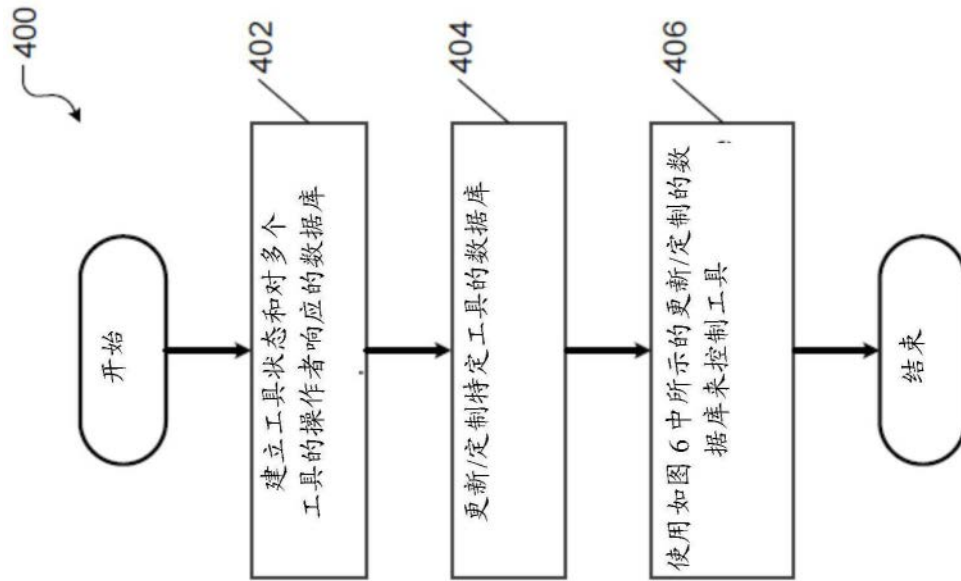 400
开始
402
建立工具状态和对多个
工具的操作者响应的数据库
404
更新/定制特定工具的数据库
406
使用如图 6 中所示的更新/定制的数
据库来控制工具
结束